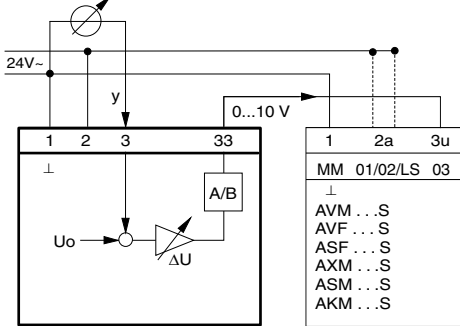 24V~
y
0...10 V
1 2 3 33
1 2a 3u
MM 01/02/LS 03
⊥
⊥
A/B
Uo
ΔU
AVM . . .S
AVF . . .S
ASF . . .S
AXM . . .S
ASM . . .S
AKM . . .S